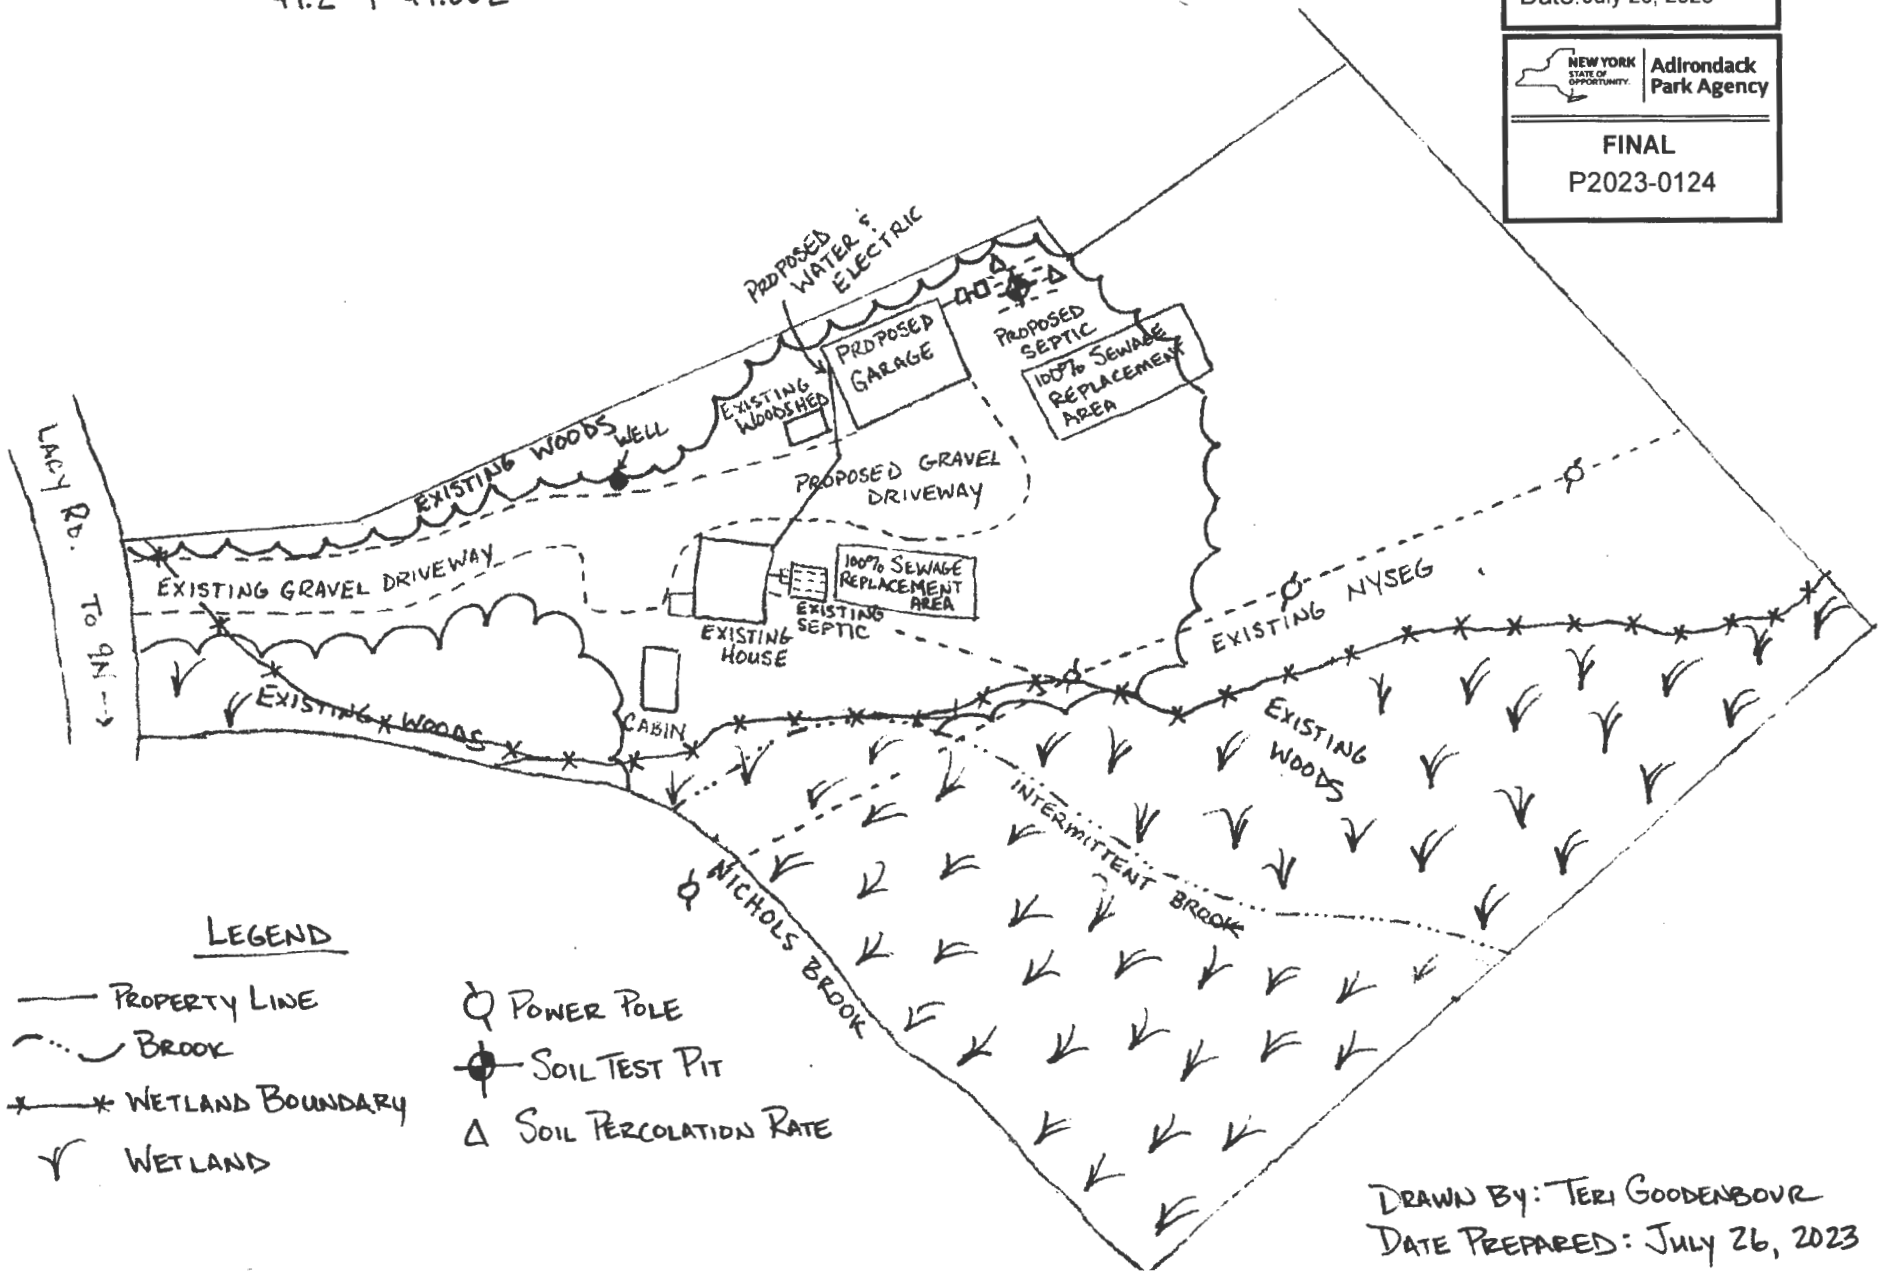 Date: July 26, 2023
NEW YORK
STATE OF
OPPORTUNITY.
Adirondack
Park Agency
FINAL
P2023-0124
PROPOSED
WATER &
ELECTRIC
PROPOSED
GARAGE
PROPOSED
SEPTIC
100% SEWAGE
REPLACEMENT
AREA
EXISTING
WOODSHED
WELL
EXISTING WOODS
LACY RD.
TO 9N →
PROPOSED GRAVEL
DRIVEWAY
EXISTING GRAVEL DRIVEWAY
100% SEWAGE
REPLACEMENT
AREA
EXISTING
SEPTIC
EXISTING
HOUSE
EXISTING NYSEG
CABIN
EXISTING WOODS
EXISTING
WOODS
INTERMITTENT BROOK
NICHOLS BROOK
LEGEND
PROPERTY LINE
BROOK
WETLAND BOUNDARY
WETLAND
POWER POLE
SOIL TEST PIT
SOIL PERCOLATION RATE
DRAWN BY: TERI GOODENBOUR
DATE PREPARED: JULY 26, 2023